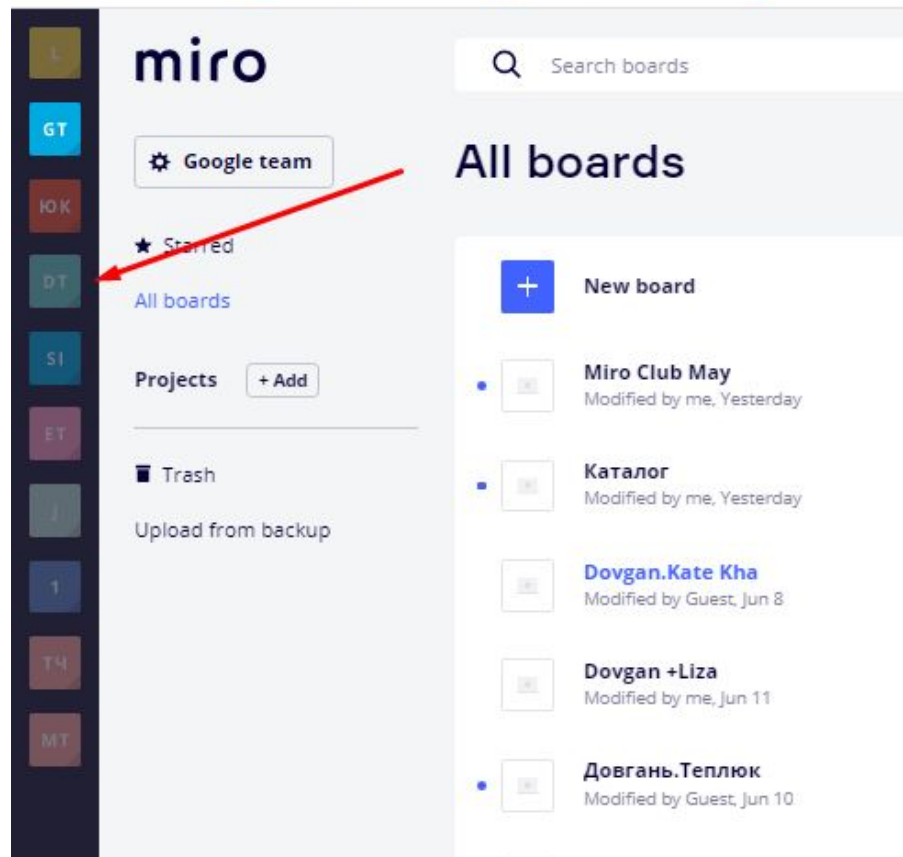 L
GT
ЮК
DT
SI
ET
J
1
ТЧ
МТ
miro
Google team
Starred
All boards
Projects
+ Add
Trash
Upload from backup
Search boards
All boards
New board
Miro Club May
Modified by me, Yesterday
Каталог
Modified by me, Yesterday
Dovgan.Kate Kha
Modified by Guest, Jun 8
Dovgan +Liza
Modified by me, Jun 11
Довгань.Теплюк
Modified by Guest, Jun 10